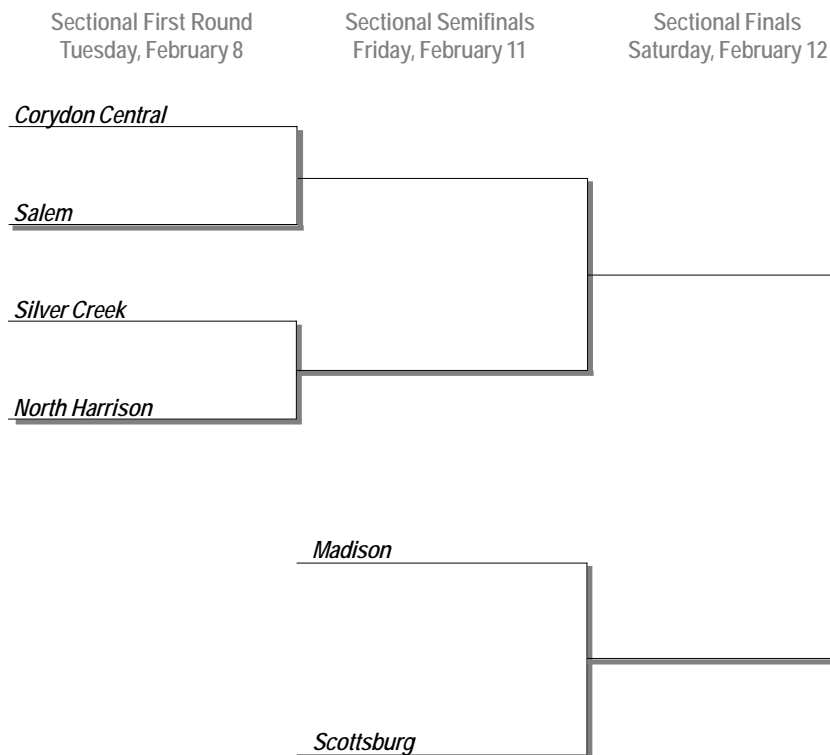 Sectional First Round
Tuesday, February 8
Sectional Semifinals
Friday, February 11
Sectional Finals
Saturday, February 12
Corydon Central
Salem
Silver Creek
North Harrison
Madison
Scottsburg